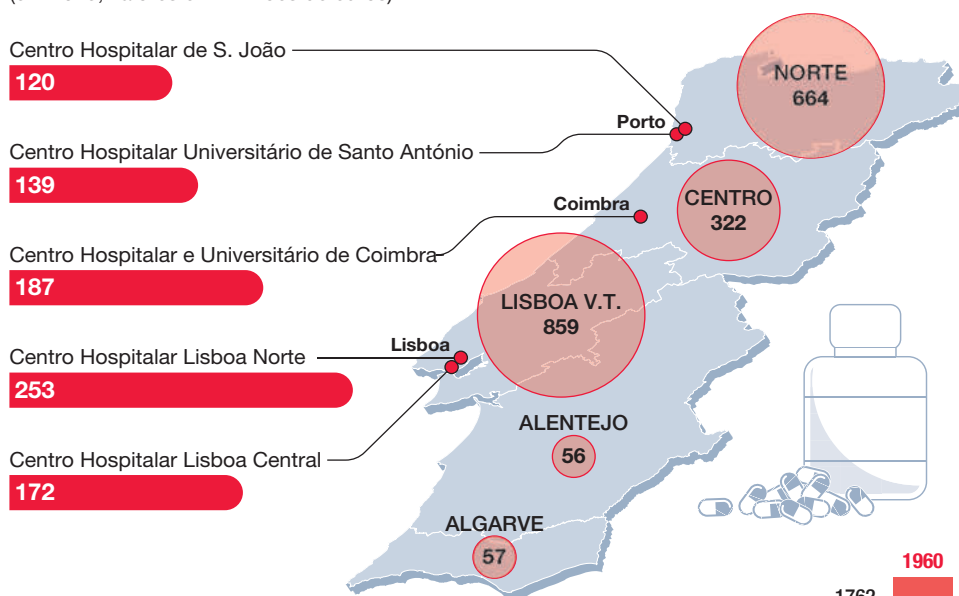 Centro Hospitalar de S. João
120
Centro Hospitalar Universitário de Santo António
139
Centro Hospitalar e Universitário de Coimbra
187
Centro Hospitalar Lisboa Norte
253
Centro Hospitalar Lisboa Central
172
Porto
Coimbra
Lisboa
NORTE
664
CENTRO
322
LISBOA V.T.
859
ALENTEJO
56
ALGARVE
57
1960
1762